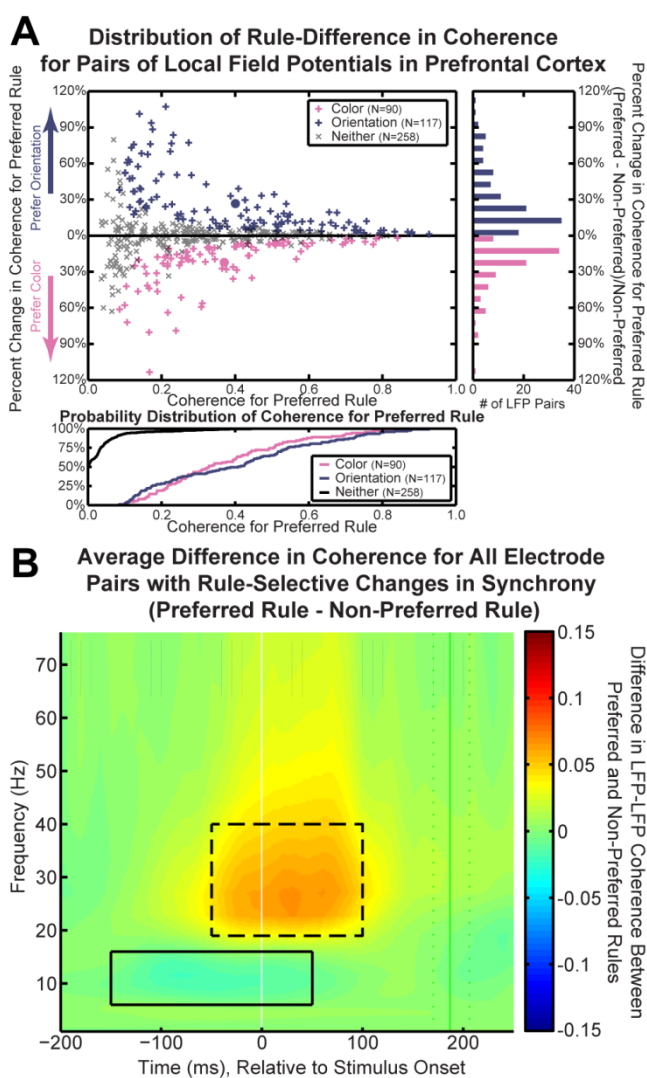 A
Distribution of Rule-Difference in Coherence
for Pairs of Local Field Potentials in Prefrontal Cortex
Percent Change in Coherence for Preferred Rule
Prefer Orientation
Prefer Color
120%
90%
60%
30%
0%
30%
60%
90%
120%
Color (N=90)
Orientation (N=117)
Neither (N=258)
0.0 0.2 0.4 0.6 0.8 1.0
Coherence for Preferred Rule
120%
90%
60%
30%
0%
30%
60%
90%
120%
0 20 40
# of LFP Pairs
Percent Change in Coherence for Preferred Rule
(Preferred - Non-Preferred)/Non-Preferred
Probability Distribution of Coherence for Preferred Rule
100%
75%
50%
25%
0%
Color (N=90)
Orientation (N=117)
Neither (N=258)
0.0 0.2 0.4 0.6 0.8 1.0
Coherence for Preferred Rule
B
Average Difference in Coherence for All Electrode
Pairs with Rule-Selective Changes in Synchrony
(Preferred Rule - Non-Preferred Rule)
Frequency (Hz)
70
60
50
40
30
20
10
−200 −100 0 100 200
Time (ms), Relative to Stimulus Onset
0.15
0.1
0.05
0
-0.05
-0.1
-0.15
Difference in LFP-LFP Coherence Between
Preferred and Non-Preferred Rules